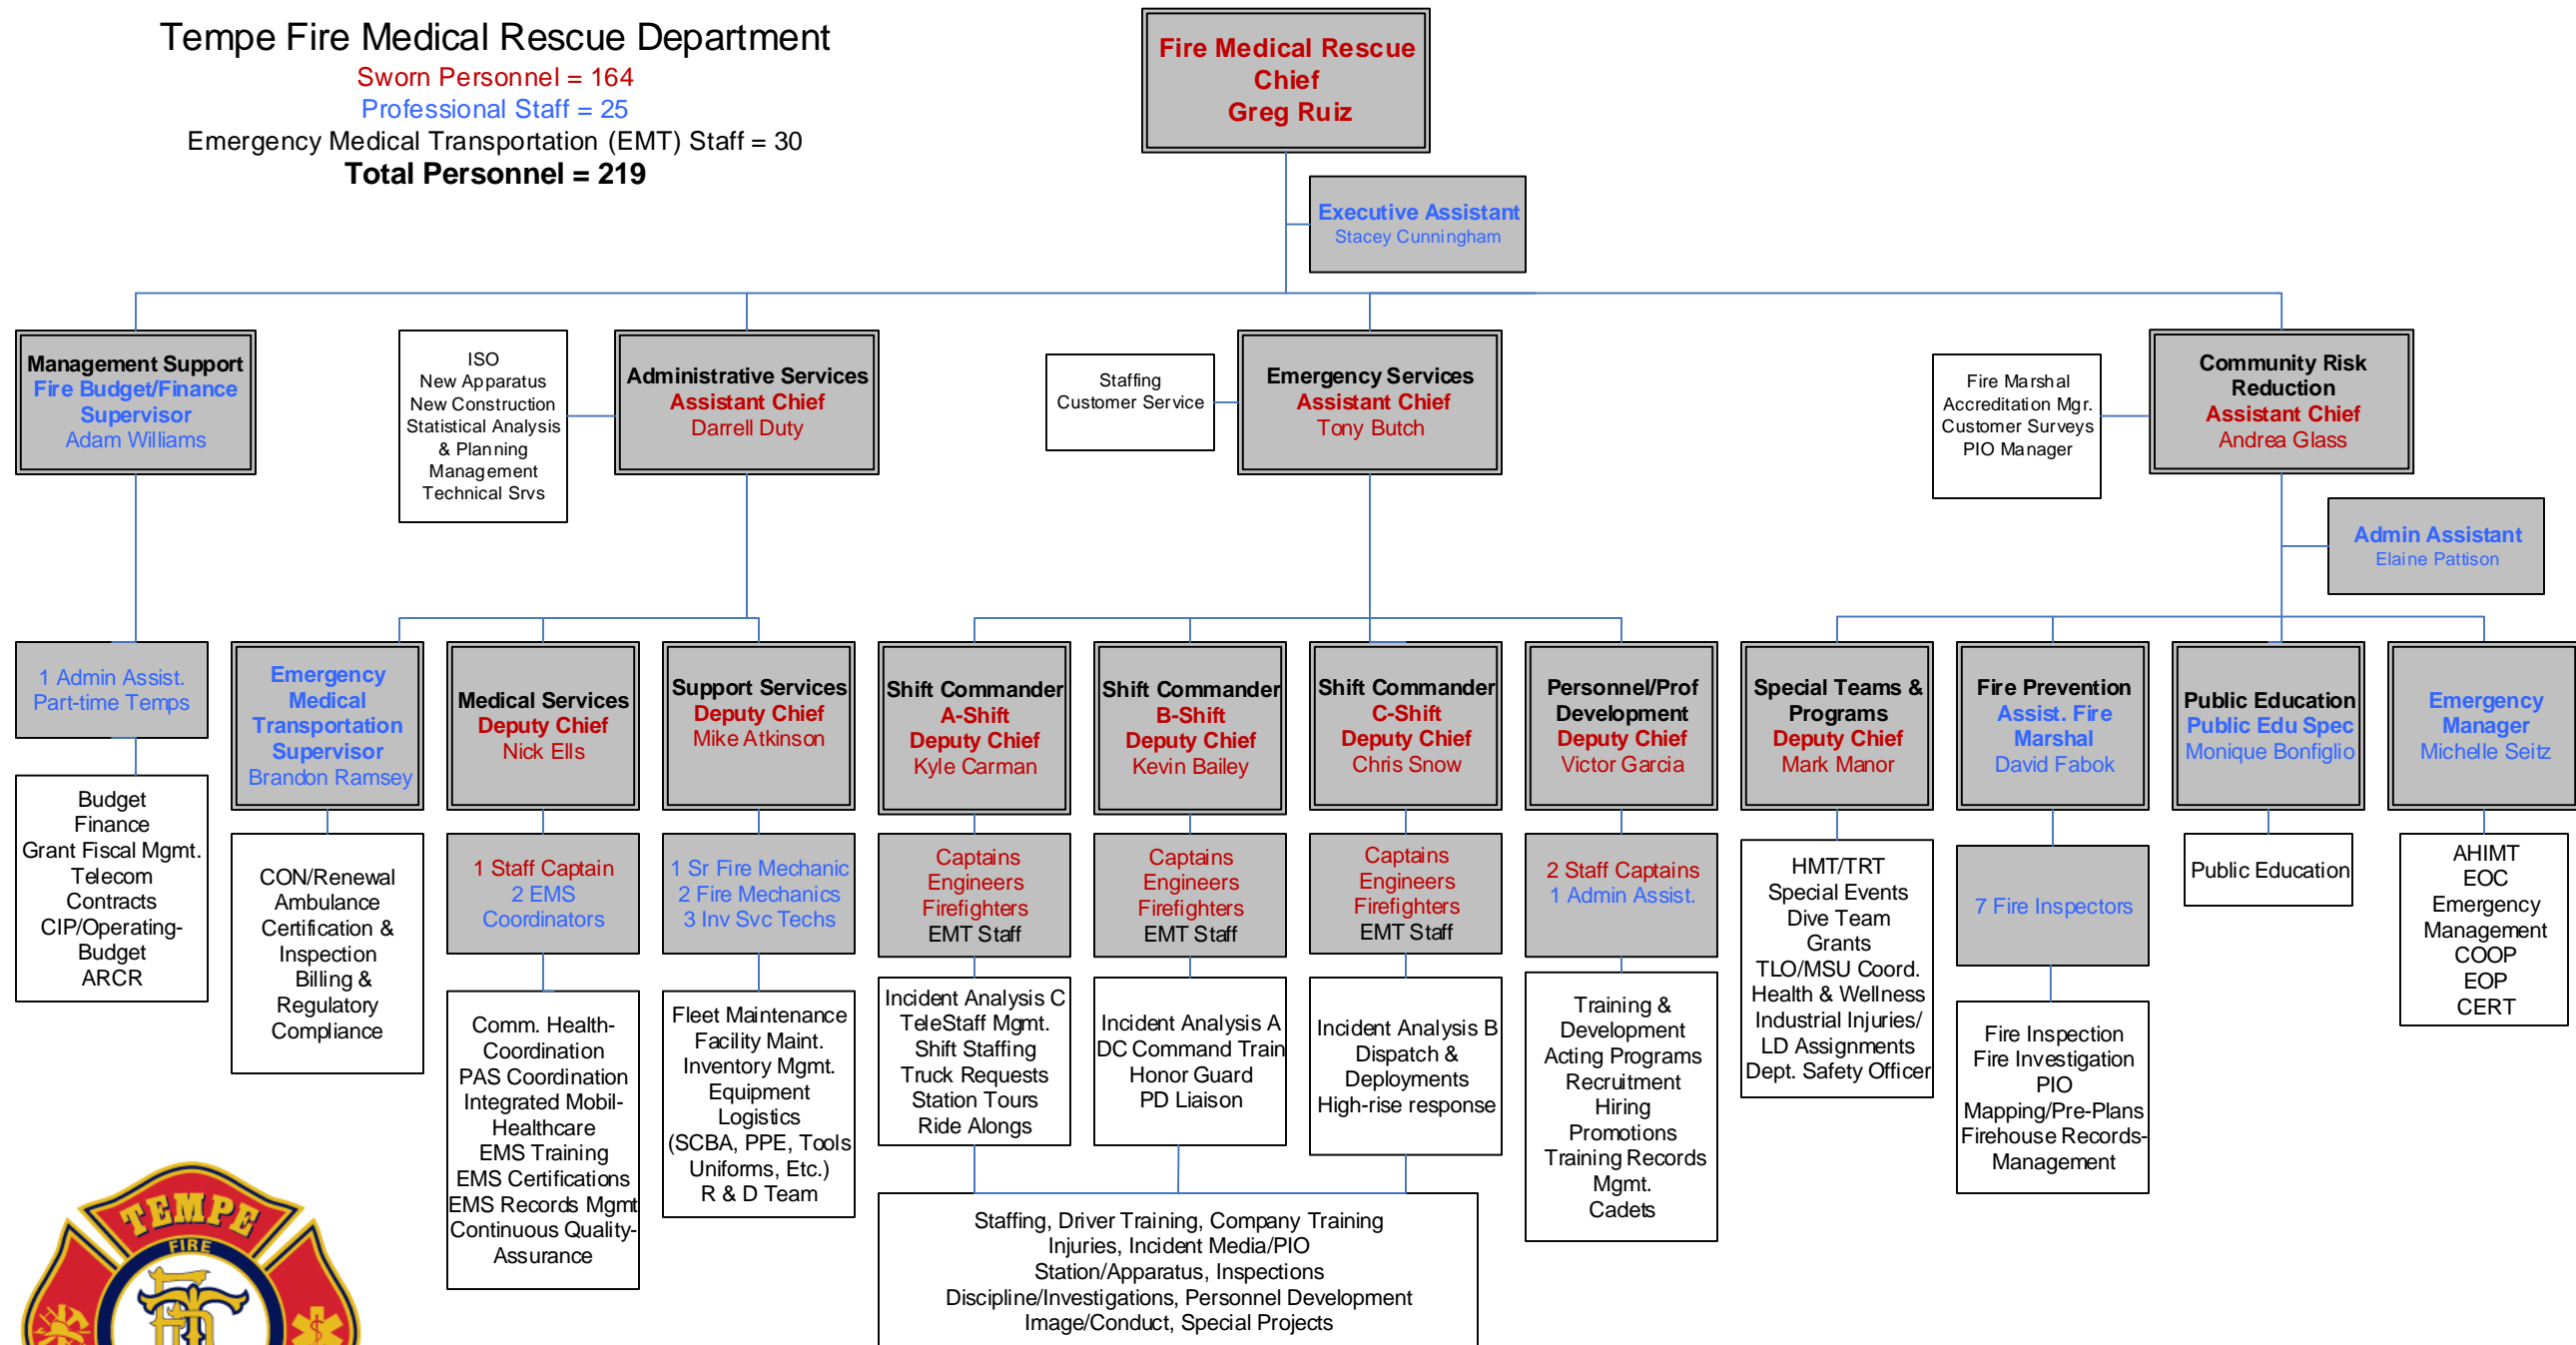 Tempe Fire Medical Rescue Department
Sworn Personnel = 164
Professional Staff = 25
Emergency Medical Transportation (EMT) Staff = 30
Total Personnel = 219
Fire Medical Rescue
Chief
Greg Ruiz
Executive Assistant
Stacey Cunningham
Management Support
Fire Budget/Finance
Supervisor
Adam Williams
ISO
New Apparatus
New Construction
Statistical Analysis
& Planning
Management
Technical Srvs
Administrative Services
Assistant Chief
Darrell Duty
Staffing
Customer Service
Emergency Services
Assistant Chief
Tony Butch
Fire Marshal
Accreditation Mgr.
Customer Surveys
PIO Manager
Community Risk
Reduction
Assistant Chief
Andrea Glass
Admin Assistant
Elaine Pattison
1 Admin Assist.
Part-time Temps
Budget
Finance
Grant Fiscal Mgmt.
Telecom
Contracts
CIP/Operating-
Budget
ARCR
Emergency
Medical
Transportation
Supervisor
Brandon Ramsey
CON/Renewal
Ambulance
Certification &
Inspection
Billing &
Regulatory
Compliance
Medical Services
Deputy Chief
Nick Ells
1 Staff Captain
2 EMS
Coordinators
Comm. Health-
Coordination
PAS Coordination
Integrated Mobil-
Healthcare
EMS Training
EMS Certifications
EMS Records Mgmt
Continuous Quality-
Assurance
Support Services
Deputy Chief
Mike Atkinson
1 Sr Fire Mechanic
2 Fire Mechanics
3 Inv Svc Techs
Fleet Maintenance
Facility Maint.
Inventory Mgmt.
Equipment
Logistics
(SCBA, PPE, Tools
Uniforms, Etc.)
R & D Team
Shift Commander
A-Shift
Deputy Chief
Kyle Carman
Captains
Engineers
Firefighters
EMT Staff
Incident Analysis C
TeleStaff Mgmt.
Shift Staffing
Truck Requests
Station Tours
Ride Alongs
Shift Commander
B-Shift
Deputy Chief
Kevin Bailey
Captains
Engineers
Firefighters
EMT Staff
Incident Analysis A
DC Command Train
Honor Guard
PD Liaison
Shift Commander
C-Shift
Deputy Chief
Chris Snow
Captains
Engineers
Firefighters
EMT Staff
Incident Analysis B
Dispatch &
Deployments
High-rise response
Staffing, Driver Training, Company Training
Injuries, Incident Media/PIO
Station/Apparatus, Inspections
Discipline/Investigations, Personnel Development
Image/Conduct, Special Projects
Personnel/Prof
Development
Deputy Chief
Victor Garcia
2 Staff Captains
1 Admin Assist.
Training &
Development
Acting Programs
Recruitment
Hiring
Promotions
Training Records
Mgmt.
Cadets
Special Teams &
Programs
Deputy Chief
Mark Manor
HMT/TRT
Special Events
Dive Team
Grants
TLO/MSU Coord.
Health & Wellness
Industrial Injuries/
LD Assignments
Dept. Safety Officer
Fire Prevention
Assist. Fire
Marshal
David Fabok
7 Fire Inspectors
Fire Inspection
Fire Investigation
PIO
Mapping/Pre-Plans
Firehouse Records-
Management
Public Education
Public Edu Spec
Monique Bonfiglio
Public Education
Emergency
Manager
Michelle Seitz
AHIMT
EOC
Emergency
Management
COOP
EOP
CERT
TEMPE
FIRE